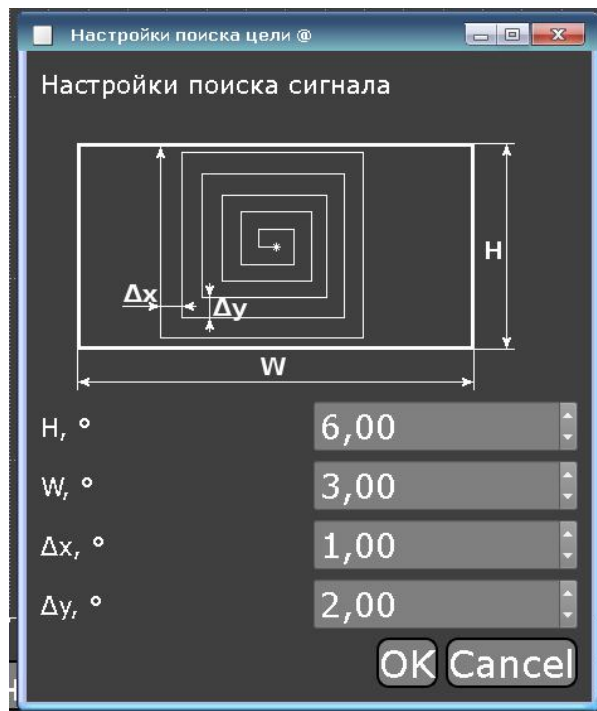 Настройки поиска цели @
Настройки поиска сигнала
H
Δx
Δy
W
H, °
6,00
W, °
3,00
Δx, °
1,00
Δy, °
2,00
OK Cancel